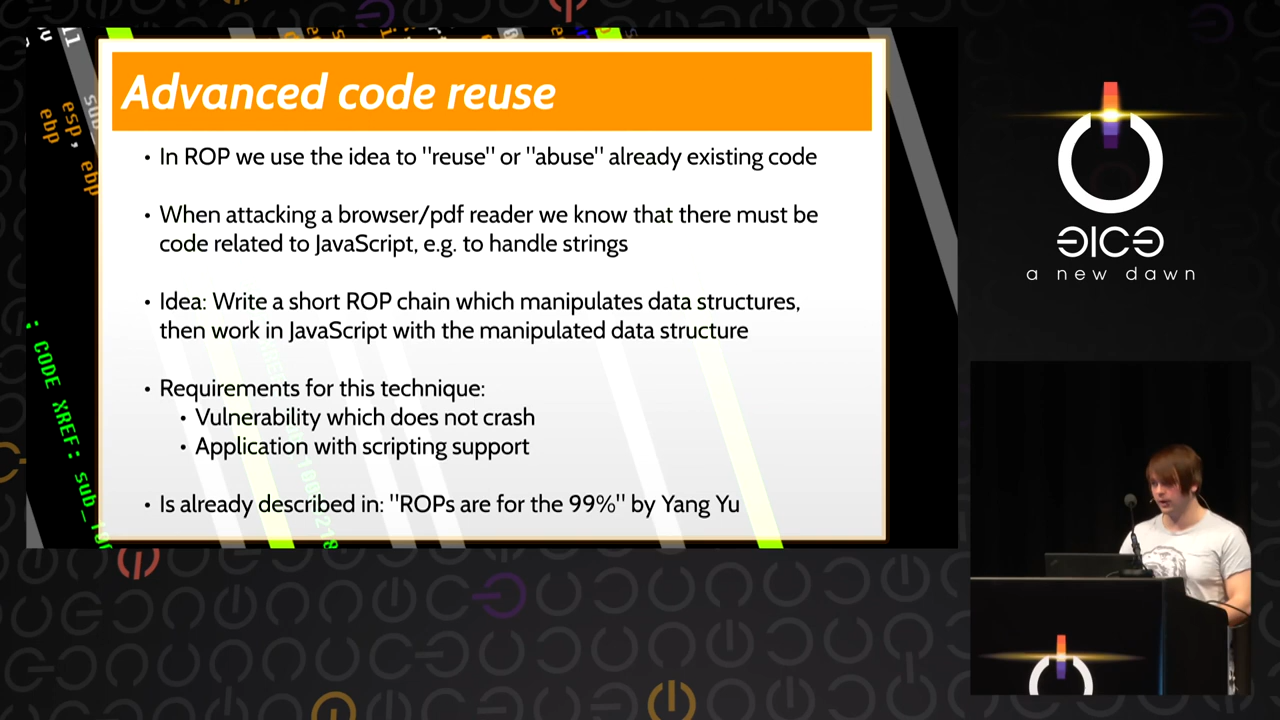 Advanced code reuse
• In ROP we use the idea to "reuse" or "abuse" already existing code
• When attacking a browser/pdf reader we know that there must be
code related to JavaScript, e.g. to handle strings
• Idea: Write a short ROP chain which manipulates data structures,
then work in JavaScript with the manipulated data structure
• Requirements for this technique:
• Vulnerability which does not crash
• Application with scripting support
• Is already described in: "ROPs are for the 99%" by Yang Yu
esp, ebp
ebp
: CODE XREF: sub_10
a new dawn